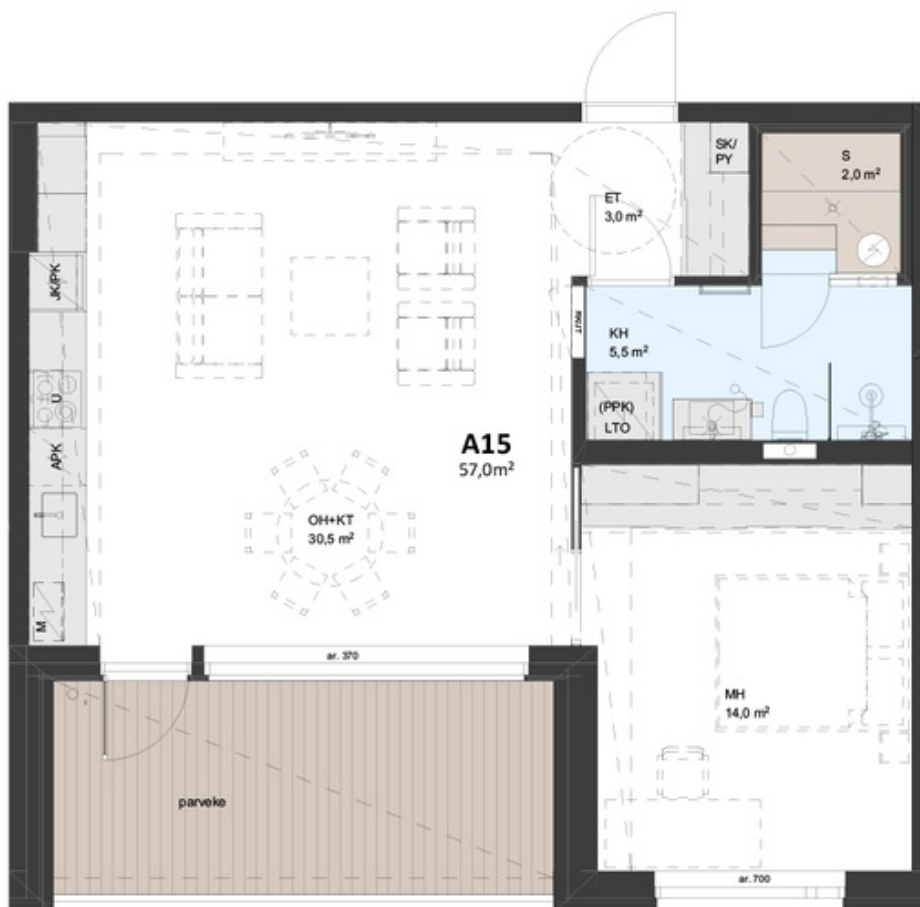 SK/
PY
S
2,0 m²
ET
3,0 m²
JK/PK
KH
5,5 m²
U
(PPK)
LTO
A15
57,0m²
APK
OH+KT
30,5 m²
M
ar. 370
MH
14,0 m²
parveke
ar. 700